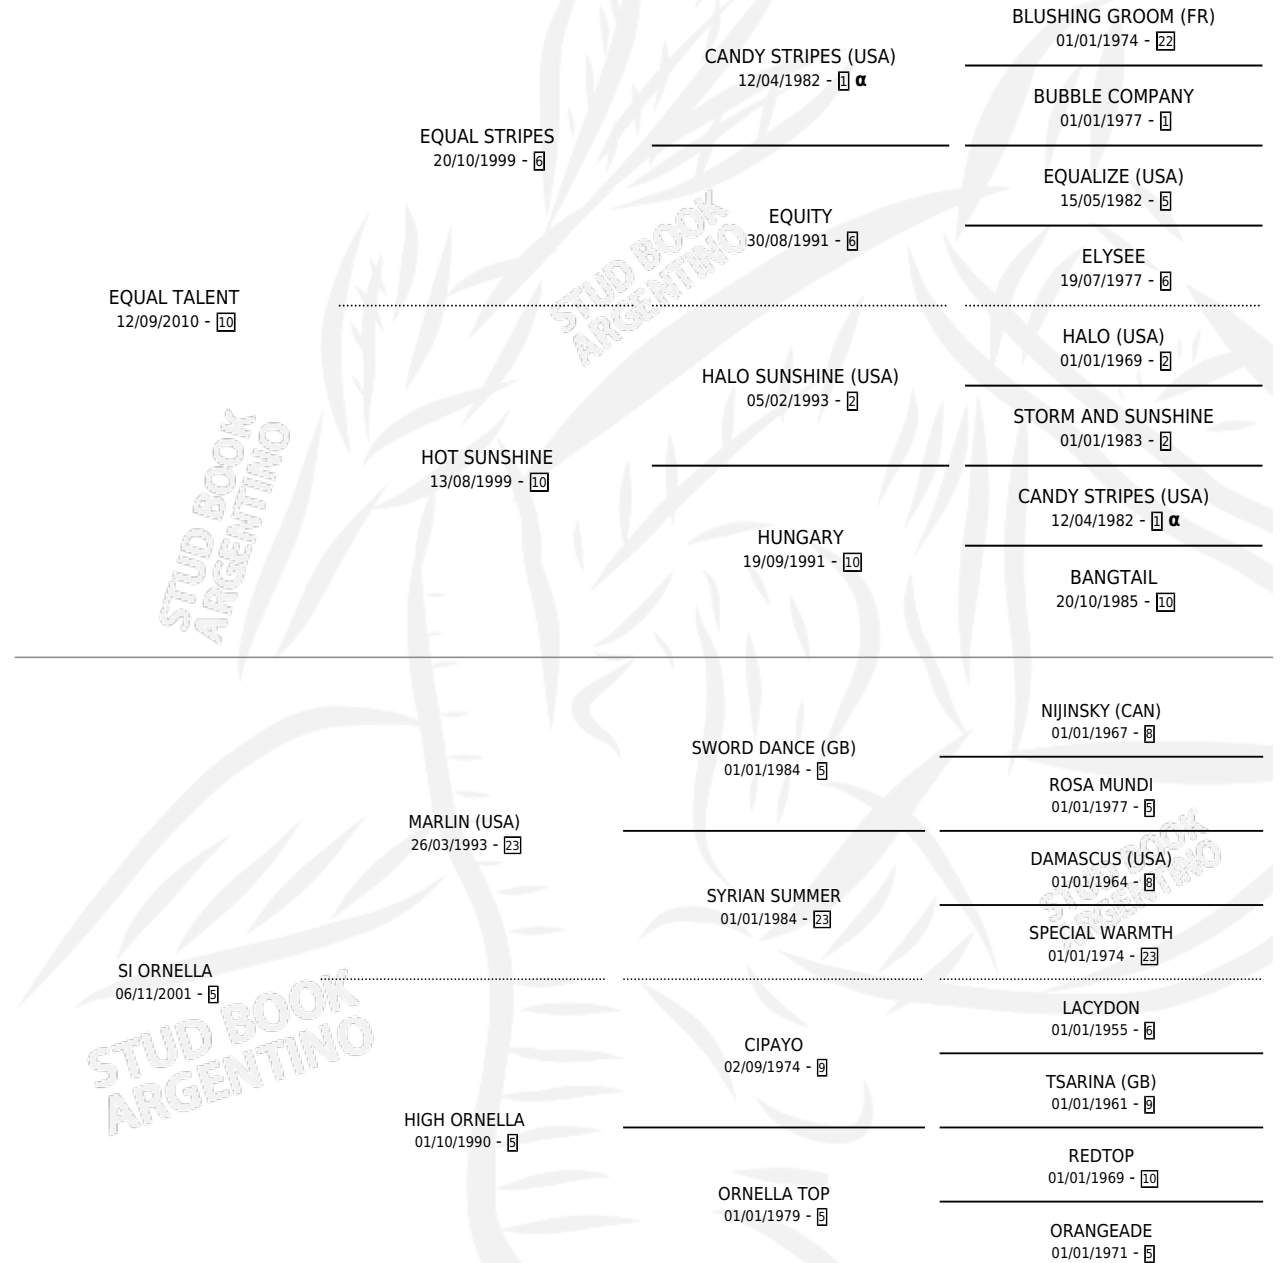 BLUSHING GROOM (FR)
01/01/1974 - 22
CANDY STRIPES (USA)
12/04/1982 - 1 α
BUBBLE COMPANY
01/01/1977 - 1
EQUAL STRIPES
20/10/1999 - 6
EQUALIZE (USA)
15/05/1982 - 5
EQUITY
30/08/1991 - 6
ELYSEE
19/07/1977 - 6
EQUAL TALENT
12/09/2010 - 10
HALO (USA)
01/01/1969 - 2
HALO SUNSHINE (USA)
05/02/1993 - 2
STORM AND SUNSHINE
01/01/1983 - 2
HOT SUNSHINE
13/08/1999 - 10
CANDY STRIPES (USA)
12/04/1982 - 1 α
HUNGARY
19/09/1991 - 10
BANGTAIL
20/10/1985 - 10
STUD BOOK
ARGENTINO
STUD BOOK
ARGENTINO
NIJINSKY (CAN)
01/01/1967 - 8
SWORD DANCE (GB)
01/01/1984 - 5
ROSA MUNDI
01/01/1977 - 5
MARLIN (USA)
26/03/1993 - 23
DAMASCUS (USA)
01/01/1964 - 8
SYRIAN SUMMER
01/01/1984 - 23
SPECIAL WARMTH
01/01/1974 - 23
SI ORNELLA
06/11/2001 - 5
LACYDON
01/01/1955 - 6
CIPAYO
02/09/1974 - 9
TSARINA (GB)
01/01/1961 - 9
HIGH ORNELLA
01/10/1990 - 5
REDTOP
01/01/1969 - 10
ORNELLA TOP
01/01/1979 - 5
ORANGEADE
01/01/1971 - 5
STUD BOOK
ARGENTINO
STUD BOOK
ARGENTINO